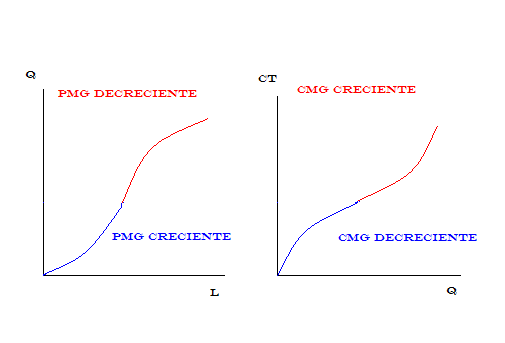 Q
PMG DECRECIENTE
PMG CRECIENTE
L
CT
CMG CRECIENTE
CMG DECRECIENTE
Q